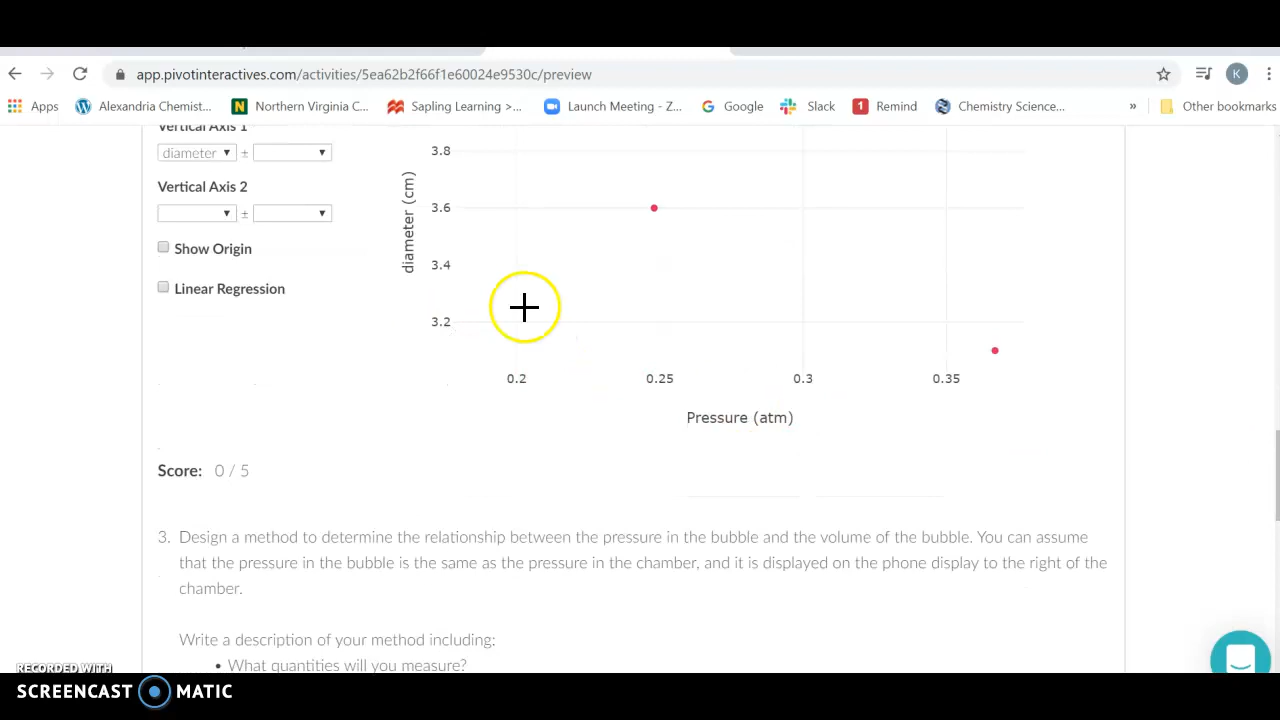 app.pivotinteractives.com/activities/5ea62b2f66f1e60024e9530c/preview
K
Apps
Alexandria Chemist...
Northern Virginia C...
Sapling Learning >...
Launch Meeting - Z...
Google
Slack
1 Remind
Chemistry Science...
»
Other bookmarks
Vertical Axis 1
diameter ±
Vertical Axis 2
±
Show Origin
Linear Regression
diameter (cm)
3.8
3.6
3.4
3.2
0.2 0.25 0.3 0.35
Pressure (atm)
Score: 0 / 5
3. Design a method to determine the relationship between the pressure in the bubble and the volume of the bubble. You can assume
that the pressure in the bubble is the same as the pressure in the chamber, and it is displayed on the phone display to the right of the
chamber.
Write a description of your method including:
• What quantities will you measure?
RECORDED WITH
SCREENCAST MATIC